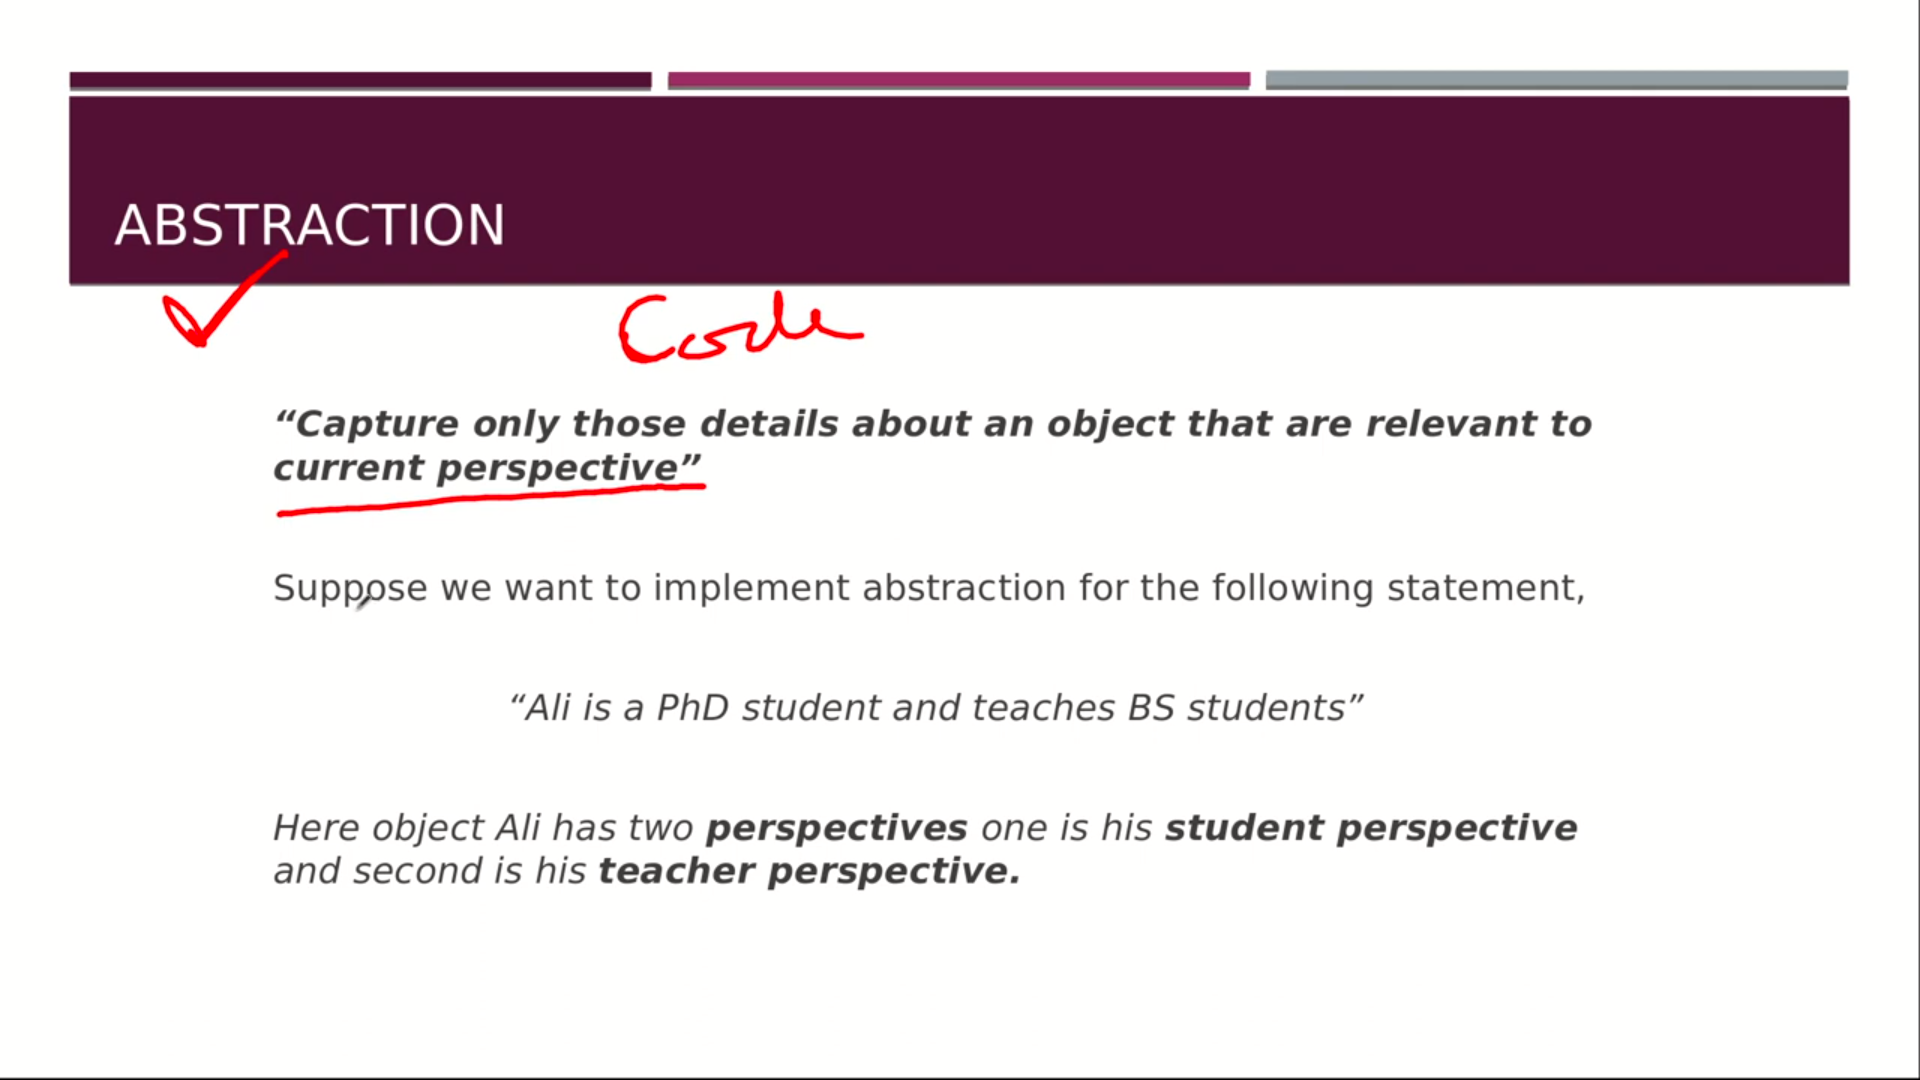 ABSTRACTION
Code
“Capture only those details about an object that are relevant to
current perspective”
Suppose we want to implement abstraction for the following statement,
“Ali is a PhD student and teaches BS students”
Here object Ali has two perspectives one is his student perspective
and second is his teacher perspective.